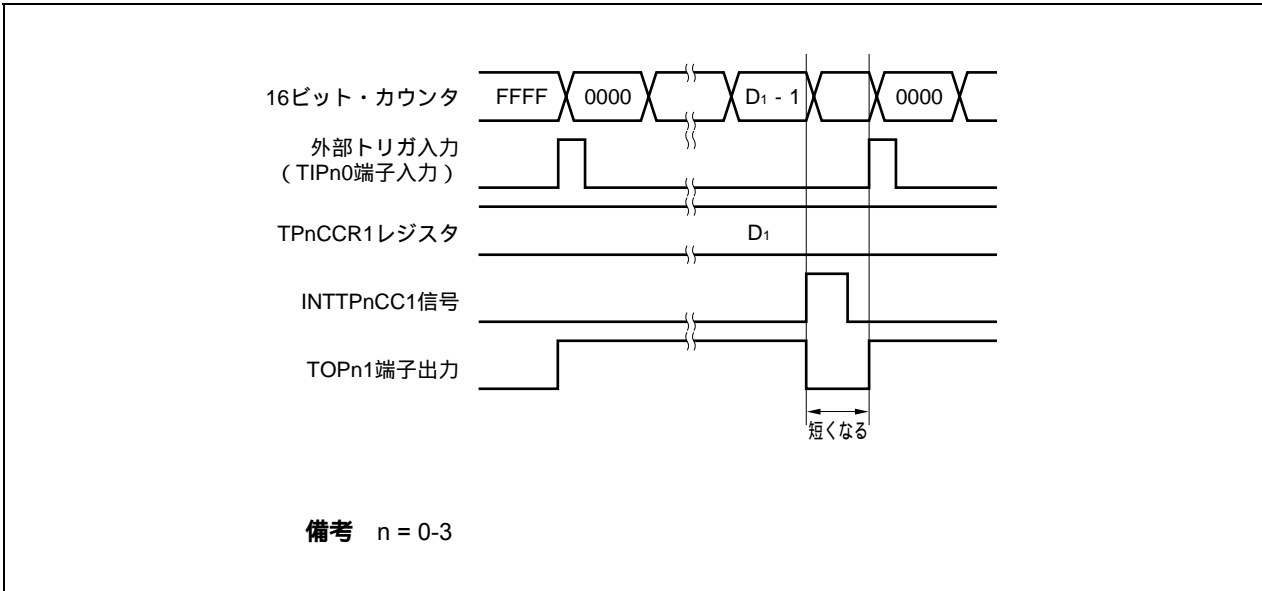 16ビット・カウンタ FFFF 0000 D1 - 1 0000
外部トリガ入力
（TIPn0端子入力）
TPnCCR1レジスタ D1
INTTPnCC1信号
TOPn1端子出力
短くなる
備考 n = 0-3